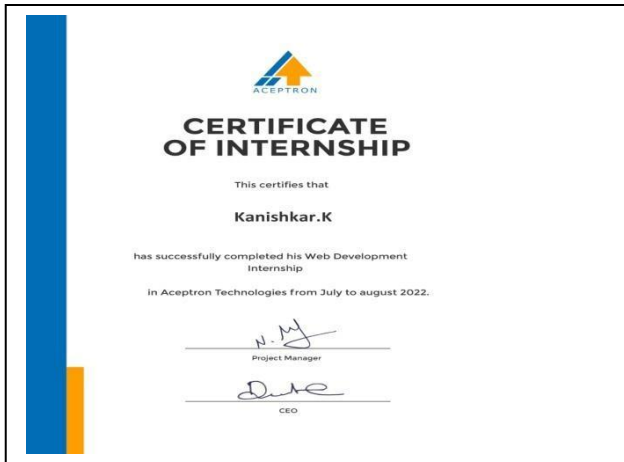 ACEPTRON
CERTIFICATE
OF INTERNSHIP
This certifies that
Kanishkar.K
has successfully completed his Web Development
Internship
in Aceptron Technologies from July to august 2022.
Project Manager
CEO